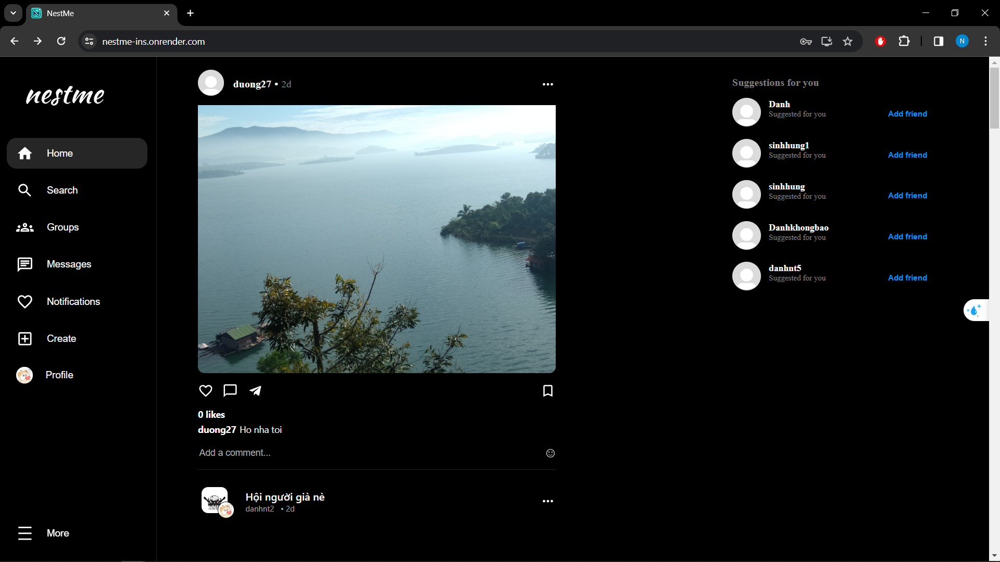 NestMe
nestme-ins.onrender.com
N
nestme
Home
Search
Groups
Messages
Notifications
Create
Profile
More
duong27 • 2d
0 likes
duong27 Ho nha toi
Add a comment...
Hội người già nè
danhnt2 • 2d
Suggestions for you
Danh
Suggested for you
Add friend
sinhhung1
Suggested for you
Add friend
sinhhung
Suggested for you
Add friend
Danhkhongbao
Suggested for you
Add friend
danhnt5
Suggested for you
Add friend